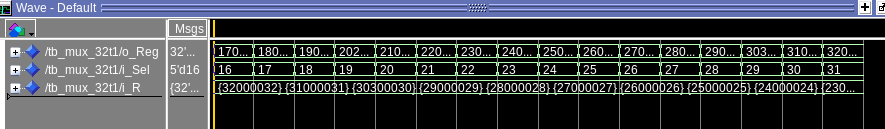 Wave - Default
Msgs
/tb_mux_32t1/o_Reg 32'... 170... 180... 190... 202... 210... 220... 230... 240... 250... 260... 270... 280... 290... 303... 310... 320...
/tb_mux_32t1/i_Sel 5'd16 16 17 18 19 20 21 22 23 24 25 26 27 28 29 30 31
/tb_mux_32t1/i_R {32'... {32000032} {31000031} {30300030} {29000029} {28000028} {27000027} {26000026} {25000025} {24000024} {230...